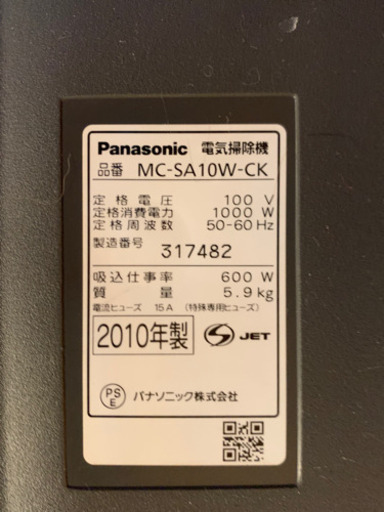 Panasonic 電気掃除機
品番 MC-SA10W-CK
定格電圧 100 V
定格消費電力 1000 W
定格周波数 50-60 Hz
製造番号 317482
吸込仕事率 600 W
質量 5.9kg
電流ヒューズ 15A (特殊専用ヒューズ)
2010年製 S JET
PS E パナソニック株式会社